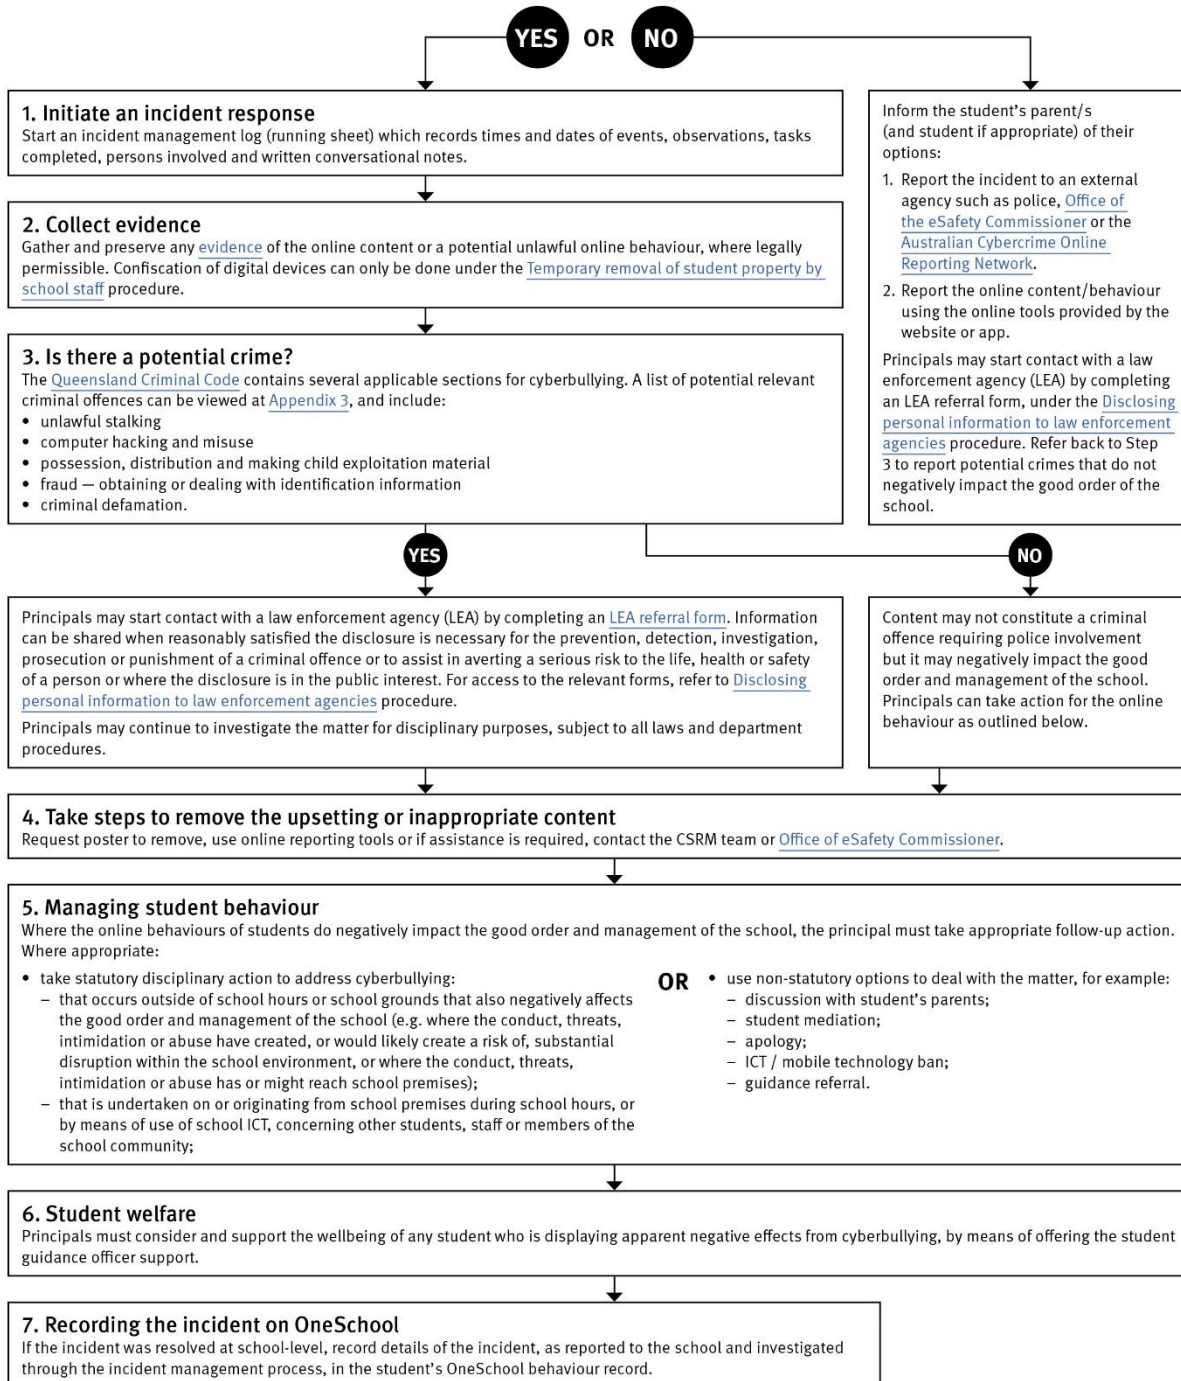 YES OR NO
1. Initiate an incident response
Start an incident management log (running sheet) which records times and dates of events, observations, tasks
completed, persons involved and written conversational notes.
2. Collect evidence
Gather and preserve any evidence of the online content or a potential unlawful online behaviour, where legally
permissible. Confiscation of digital devices can only be done under the Temporary removal of student property by
school staff procedure.
3. Is there a potential crime?
The Queensland Criminal Code contains several applicable sections for cyberbullying. A list of potential relevant
criminal offences can be viewed at Appendix 3, and include:
• unlawful stalking
• computer hacking and misuse
• possession, distribution and making child exploitation material
• fraud — obtaining or dealing with identification information
• criminal defamation.
Inform the student's parent/s
(and student if appropriate) of their
options:
1. Report the incident to an external
agency such as police, Office of
the eSafety Commissioner or the
Australian Cybercrime Online
Reporting Network.
2. Report the online content/behaviour
using the online tools provided by the
website or app.
Principals may start contact with a law
enforcement agency (LEA) by completing
an LEA referral form, under the Disclosing
personal information to law enforcement
agencies procedure. Refer back to Step
3 to report potential crimes that do not
negatively impact the good order of the
school.
YES
NO
Principals may start contact with a law enforcement agency (LEA) by completing an LEA referral form. Information
can be shared when reasonably satisfied the disclosure is necessary for the prevention, detection, investigation,
prosecution or punishment of a criminal offence or to assist in averting a serious risk to the life, health or safety
of a person or where the disclosure is in the public interest. For access to the relevant forms, refer to Disclosing
personal information to law enforcement agencies procedure.
Principals may continue to investigate the matter for disciplinary purposes, subject to all laws and department
procedures.
Content may not constitute a criminal
offence requiring police involvement
but it may negatively impact the good
order and management of the school.
Principals can take action for the online
behaviour as outlined below.
4. Take steps to remove the upsetting or inappropriate content
Request poster to remove, use online reporting tools or if assistance is required, contact the CSRM team or Office of eSafety Commissioner.
5. Managing student behaviour
Where the online behaviours of students do negatively impact the good order and management of the school, the principal must take appropriate follow-up action.
Where appropriate:
• take statutory disciplinary action to address cyberbullying:
– that occurs outside of school hours or school grounds that also negatively affects
the good order and management of the school (e.g. where the conduct, threats,
intimidation or abuse have created, or would likely create a risk of, substantial
disruption within the school environment, or where the conduct, threats,
intimidation or abuse has or might reach school premises);
– that is undertaken on or originating from school premises during school hours, or
by means of use of school ICT, concerning other students, staff or members of the
school community;
OR
• use non-statutory options to deal with the matter, for example:
– discussion with student's parents;
– student mediation;
– apology;
– ICT / mobile technology ban;
– guidance referral.
6. Student welfare
Principals must consider and support the wellbeing of any student who is displaying apparent negative effects from cyberbullying, by means of offering the student
guidance officer support.
7. Recording the incident on OneSchool
If the incident was resolved at school-level, record details of the incident, as reported to the school and investigated
through the incident management process, in the student's OneSchool behaviour record.